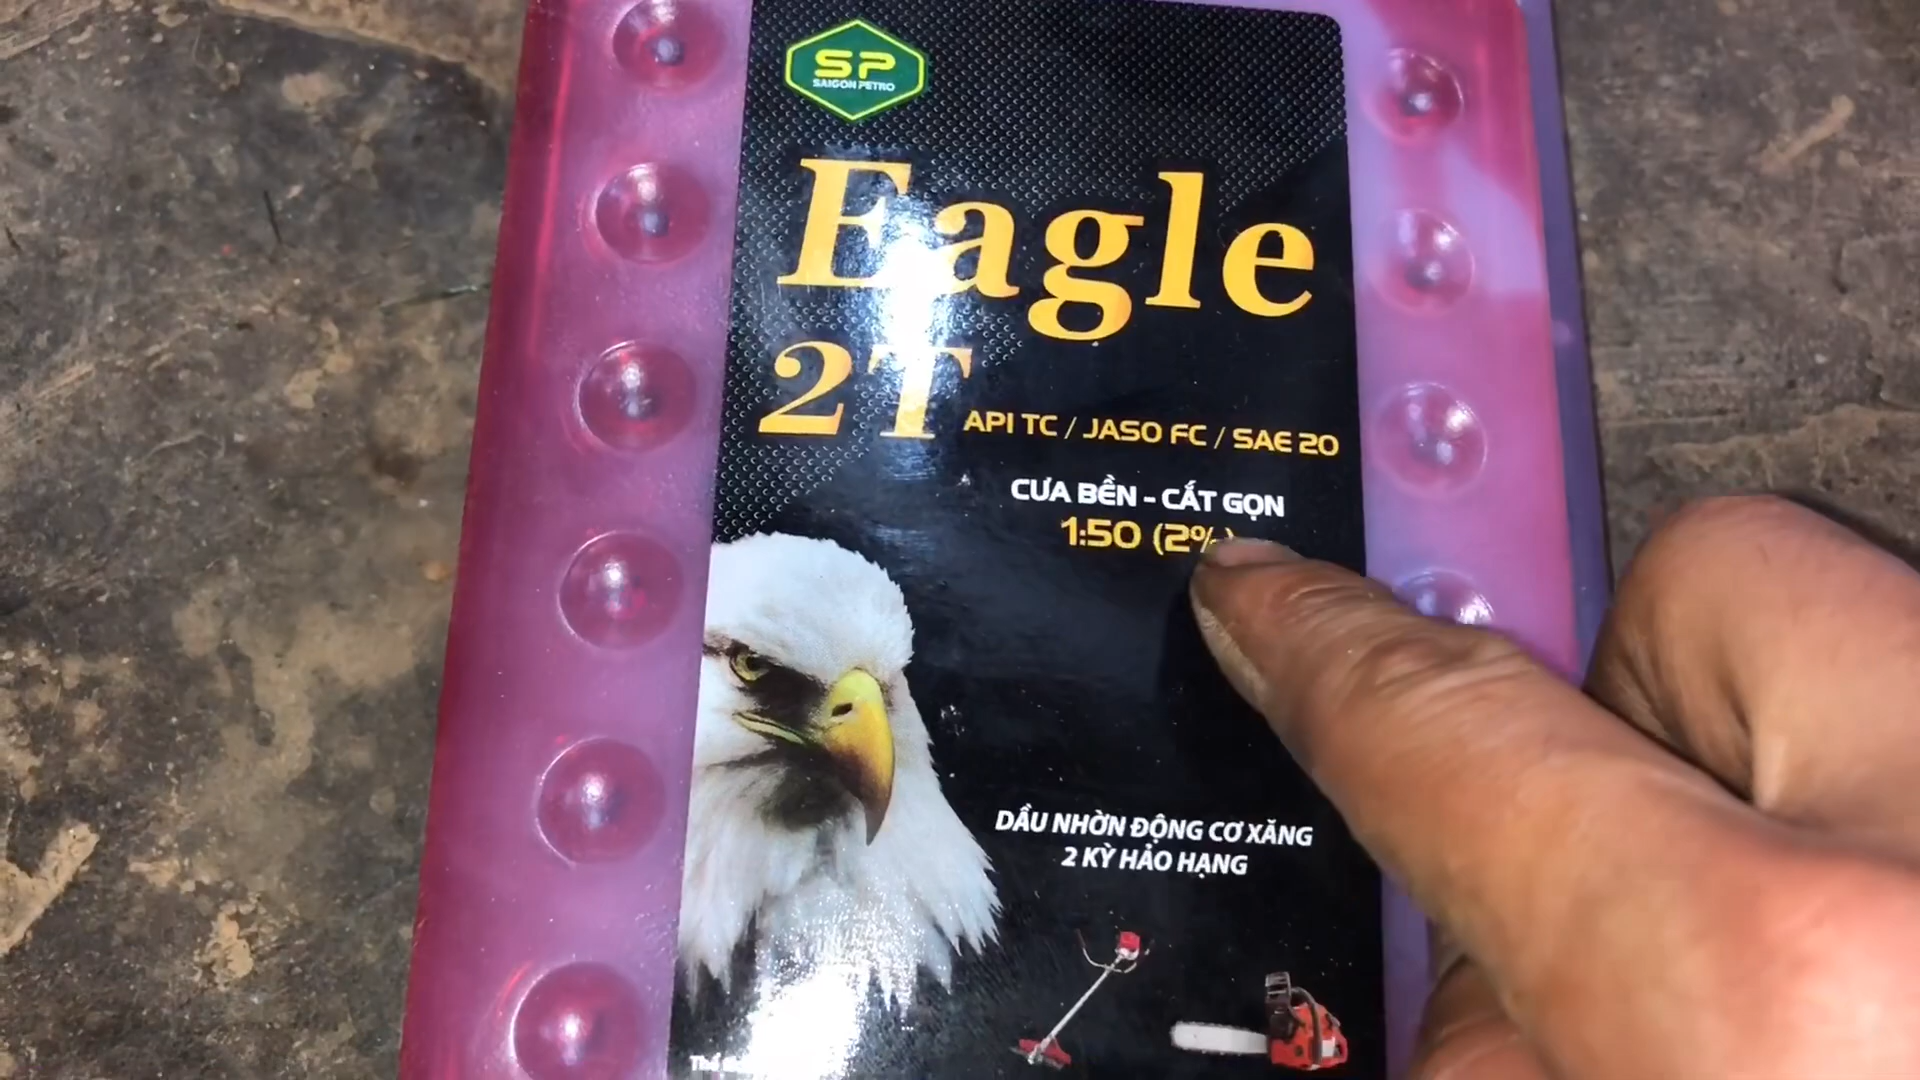 SP
SAIGON PETRO
Eagle
2T
API TC / JASO FC / SAE 20
CƯA BỀN - CẮT GỌN
1:50 (2%)
DẦU NHỜN ĐỘNG CƠ XĂNG
2 KỲ HẢO HẠNG